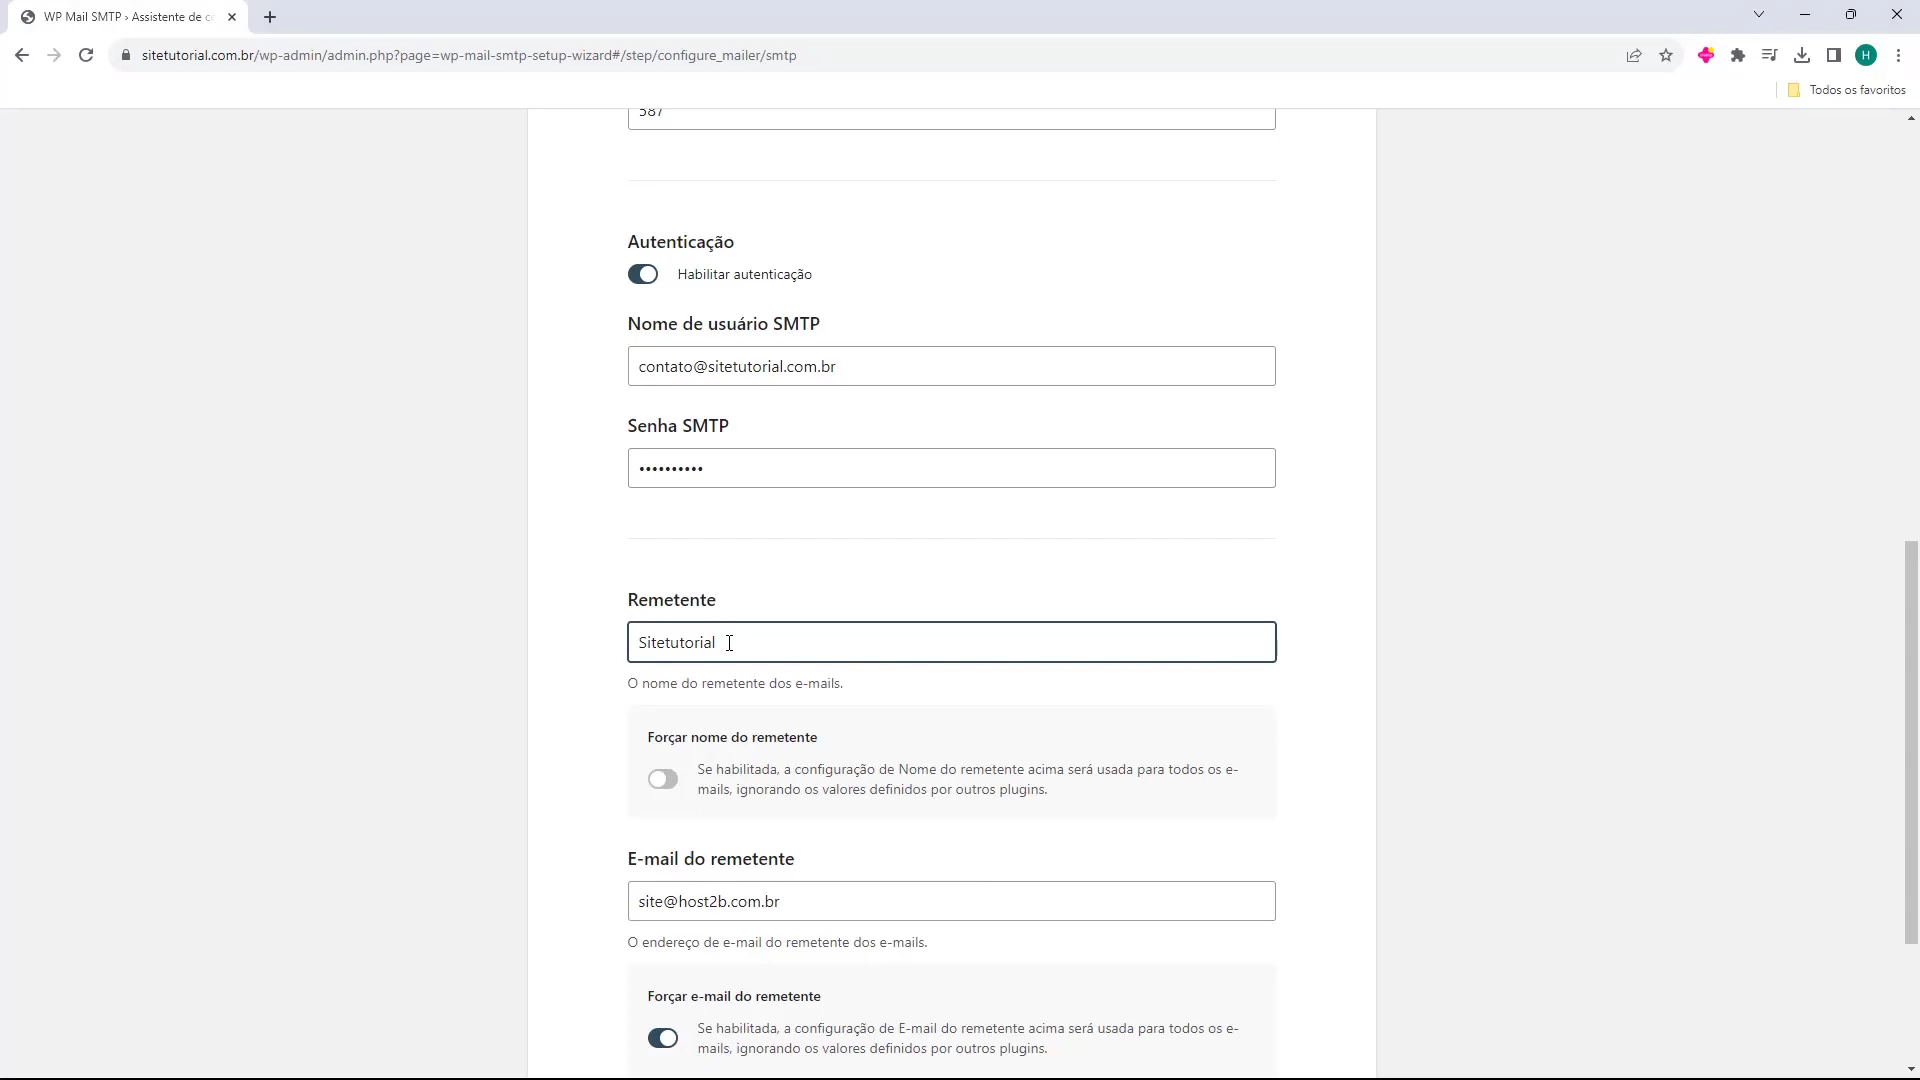 WP Mail SMTP › Assistente de c
sitetutorial.com.br/wp-admin/admin.php?page=wp-mail-smtp-setup-wizard#/step/configure_mailer/smtp
H
Todos os favoritos
587
Autenticação
Habilitar autenticação
Nome de usuário SMTP
contato@sitetutorial.com.br
Senha SMTP
••••••••••
Remetente
Sitetutorial
O nome do remetente dos e-mails.
Forçar nome do remetente
Se habilitada, a configuração de Nome do remetente acima será usada para todos os e-
mails, ignorando os valores definidos por outros plugins.
E-mail do remetente
site@host2b.com.br
O endereço de e-mail do remetente dos e-mails.
Forçar e-mail do remetente
Se habilitada, a configuração de E-mail do remetente acima será usada para todos os e-
mails, ignorando os valores definidos por outros plugins.